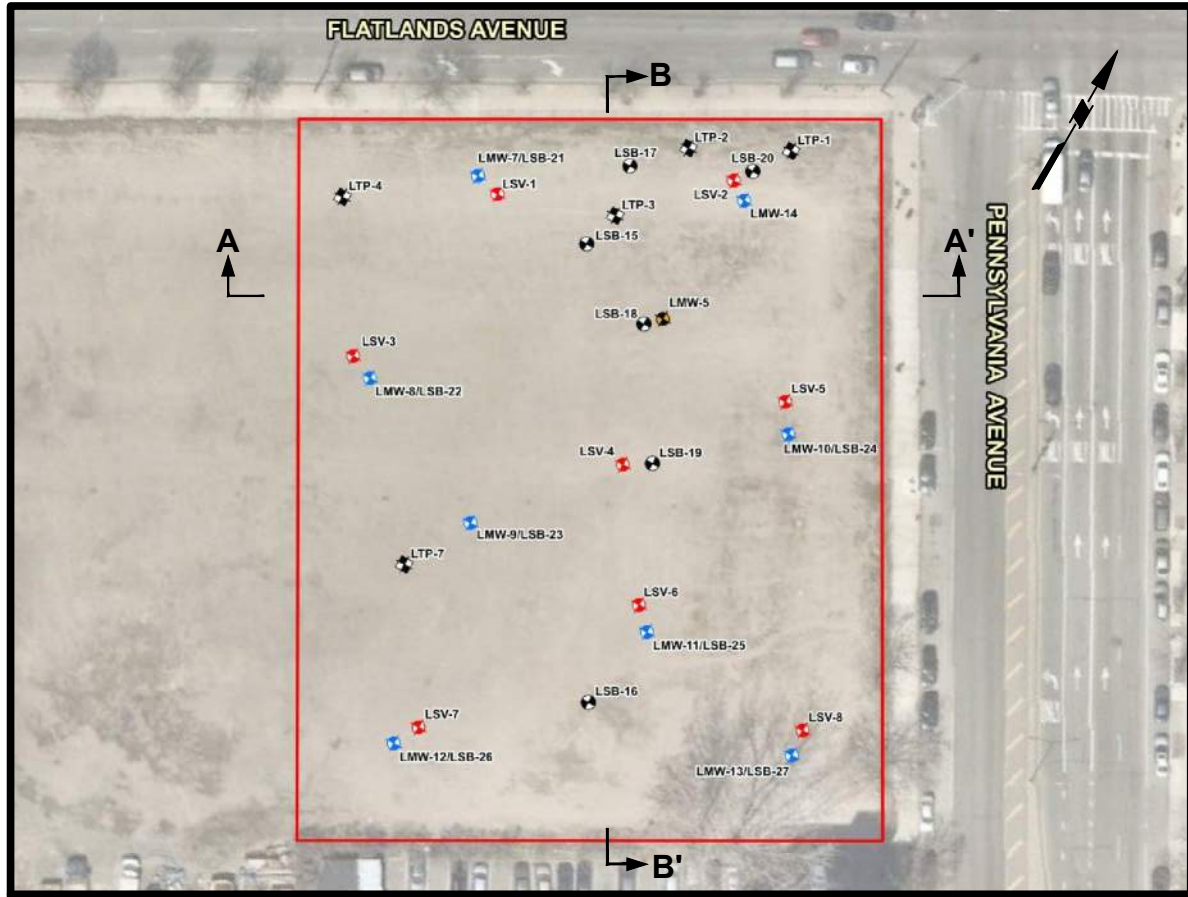 FLATLANDS AVENUE
B
LTP-2
LTP-1
LSB-17
LSB-20
LMW-7/LSB-21
LSV-1
LSV-2
LTP-4
LMW-14
LTP-3
LSB-15
A
A'
PENNSYLVANIA AVENUE
LMW-5
LSB-18
LSV-3
LMW-8/LSB-22
LSV-5
LMW-10/LSB-24
LSV-4
LSB-19
LMW-9/LSB-23
LTP-7
LSV-6
LMW-11/LSB-25
LSB-16
LSV-7
LSV-8
LMW-12/LSB-26
LMW-13/LSB-27
B'